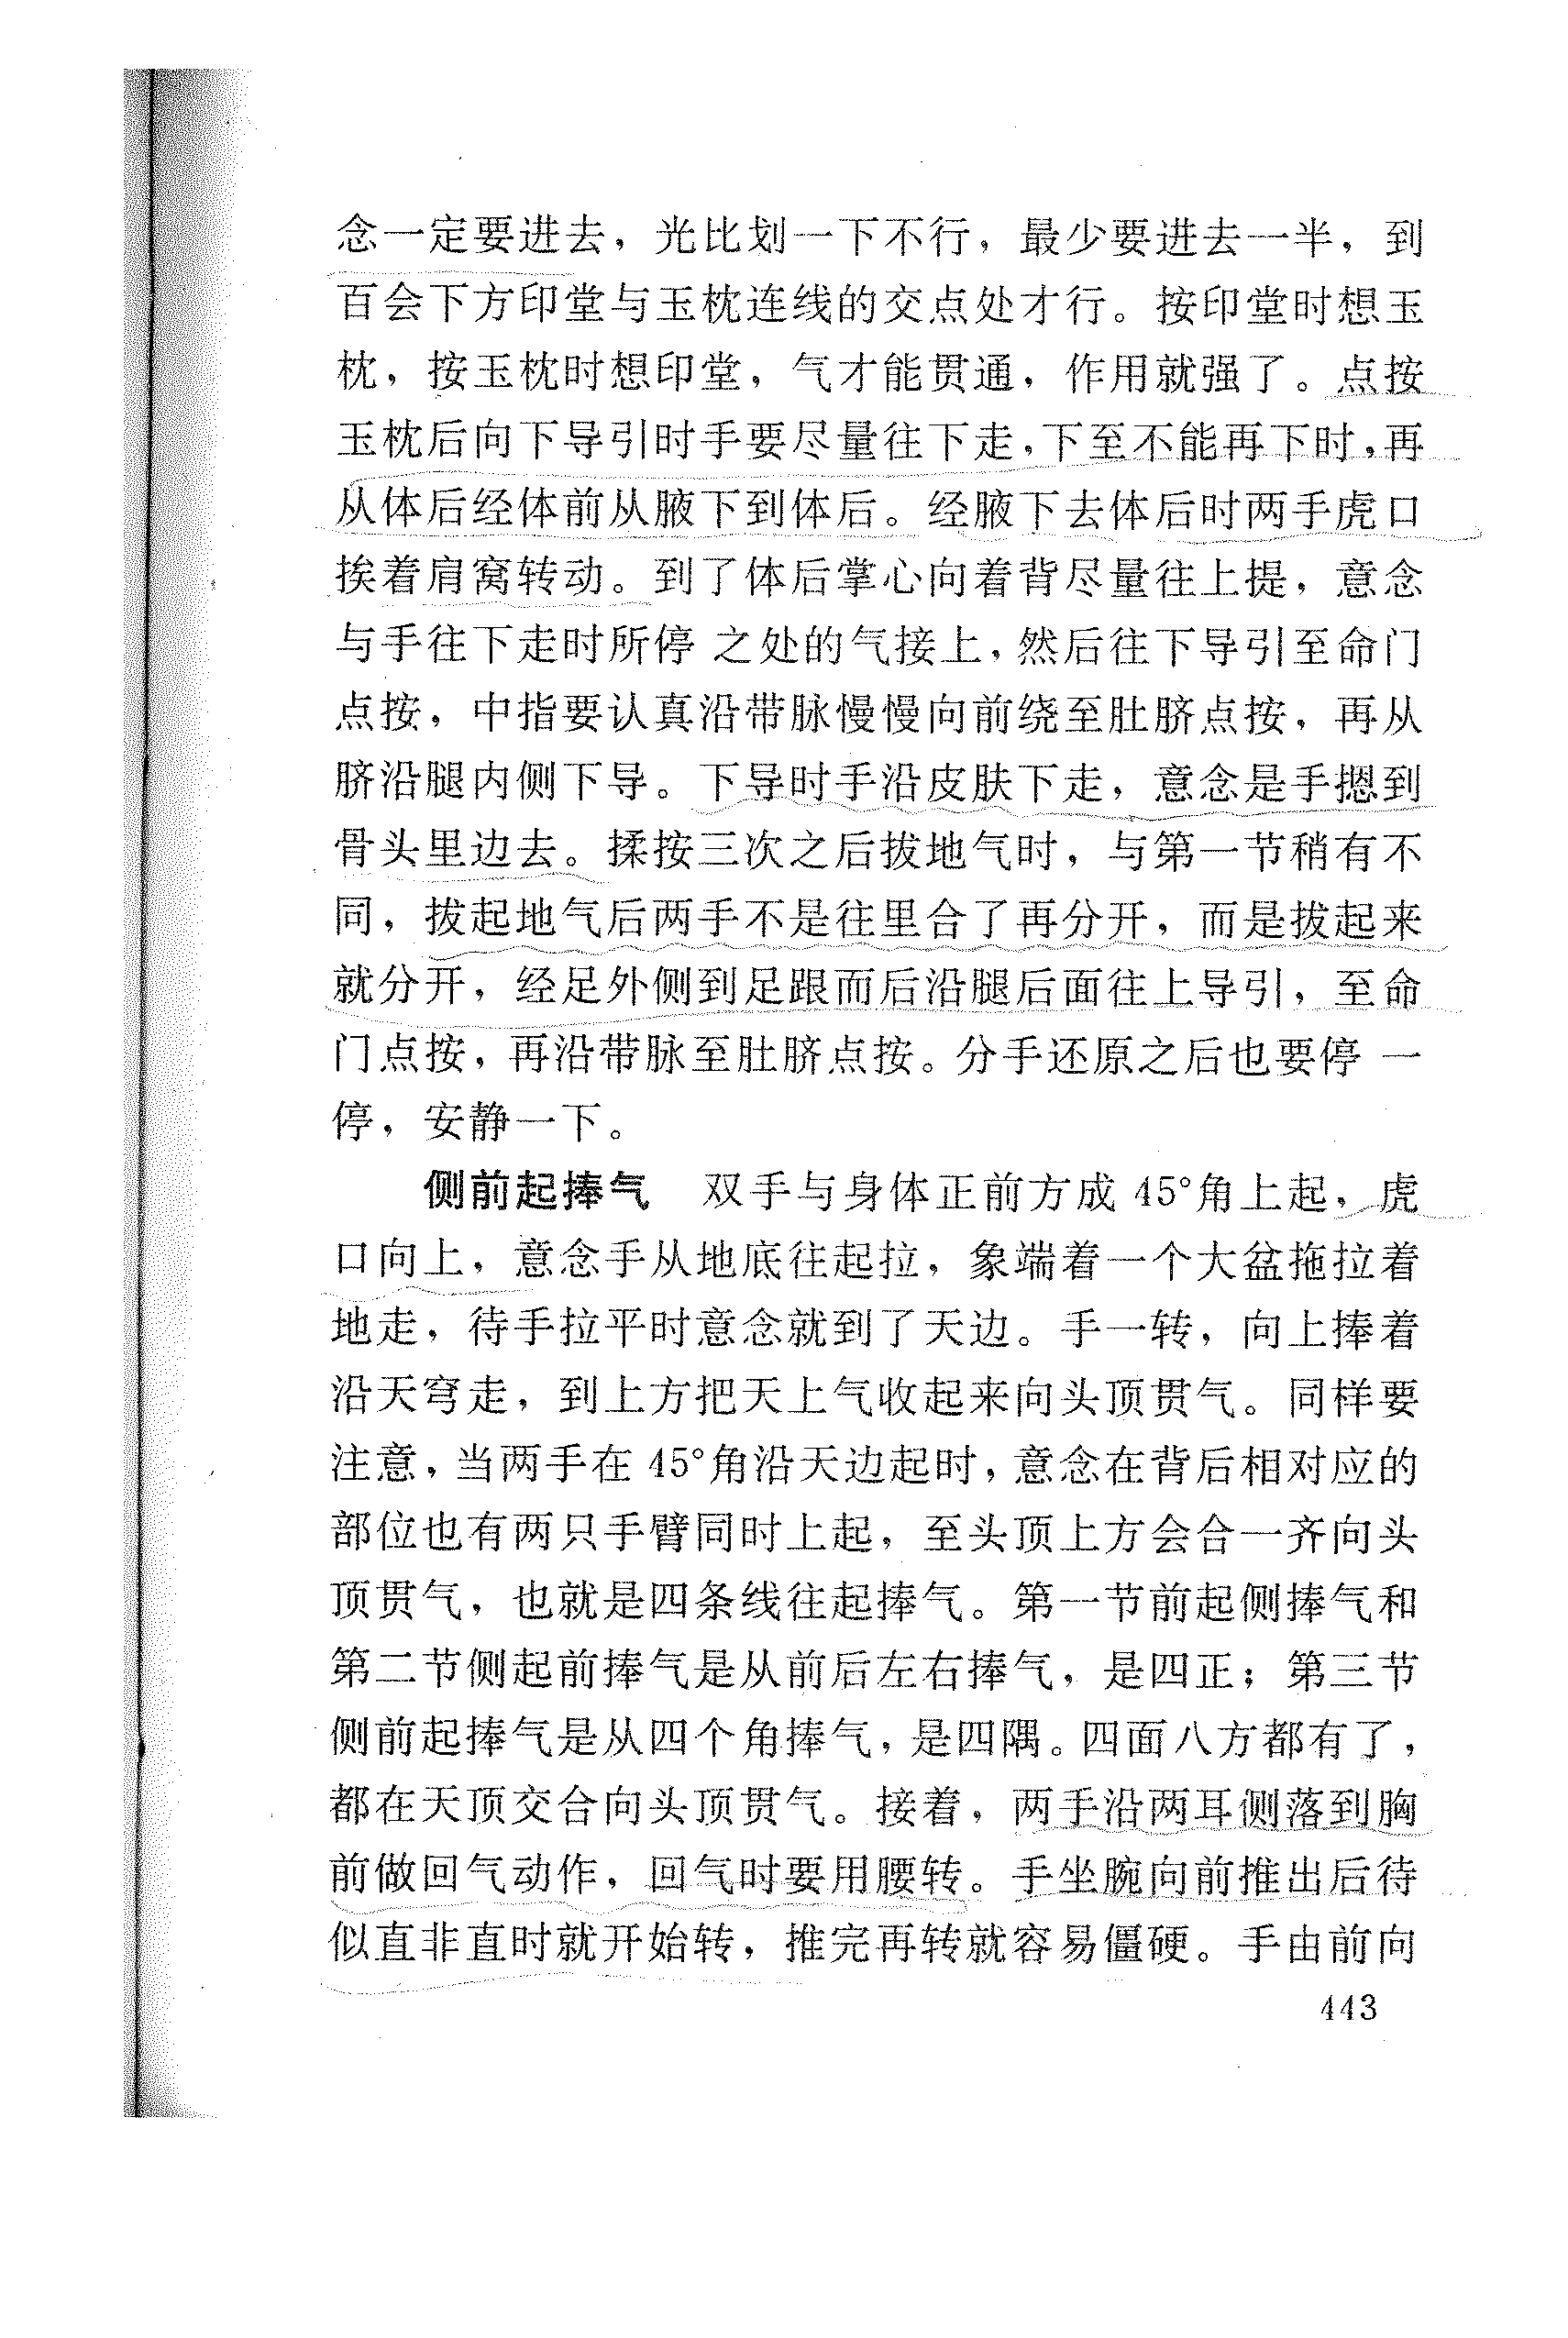 念一定要进去，光比划一下不行，最少要进去一半，到
百会下方印堂与玉枕连线的交点处才行。按印堂时想玉
枕，按玉枕时想印堂，气才能贯通，作用就强了。点按
玉枕后向下导引时手要尽量往下走，下至不能再下时，再
从体后经体前从腋下到体后。经腋下去体后时两手虎口
挨着肩窝转动。到了体后掌心向着背尽量往上提，意念
与手往下走时所停之处的气接上，然后往下导引至命门
点按，中指要认真沿带脉慢慢向前绕至肚脐点按，再从
脐沿腿内侧下导。下导时手沿皮肤下走，意念是手摁到
骨头里边去。揉按三次之后拔地气时，与第一节稍有不
同，拔起地气后两手不是往里合了再分开，而是拔起来
就分开，经足外侧到足跟而后沿腿后面往上导引，至命
门点按，再沿带脉至肚脐点按。分手还原之后也要停一
停，安静一下。
侧前起捧气　双手与身体正前方成 45°角上起，虎
口向上，意念手从地底往起拉，象端着一个大盆拖拉着
地走，待手拉平时意念就到了天边。手一转，向上捧着
沿天穹走，到上方把天上气收起来向头顶贯气。同样要
注意，当两手在 45°角沿天边起时，意念在背后相对应的
部位也有两只手臂同时上起，至头顶上方会合一齐向头
顶贯气，也就是四条线往起捧气。第一节前起侧捧气和
第二节侧起前捧气是从前后左右捧气，是四正；第三节
侧前起捧气是从四个角捧气，是四隅。四面八方都有了，
都在天顶交合向头顶贯气。接着，两手沿两耳侧落到胸
前做回气动作，回气时要用腰转。手坐腕向前推出后待
似直非直时就开始转，推完再转就容易僵硬。手由前向
443